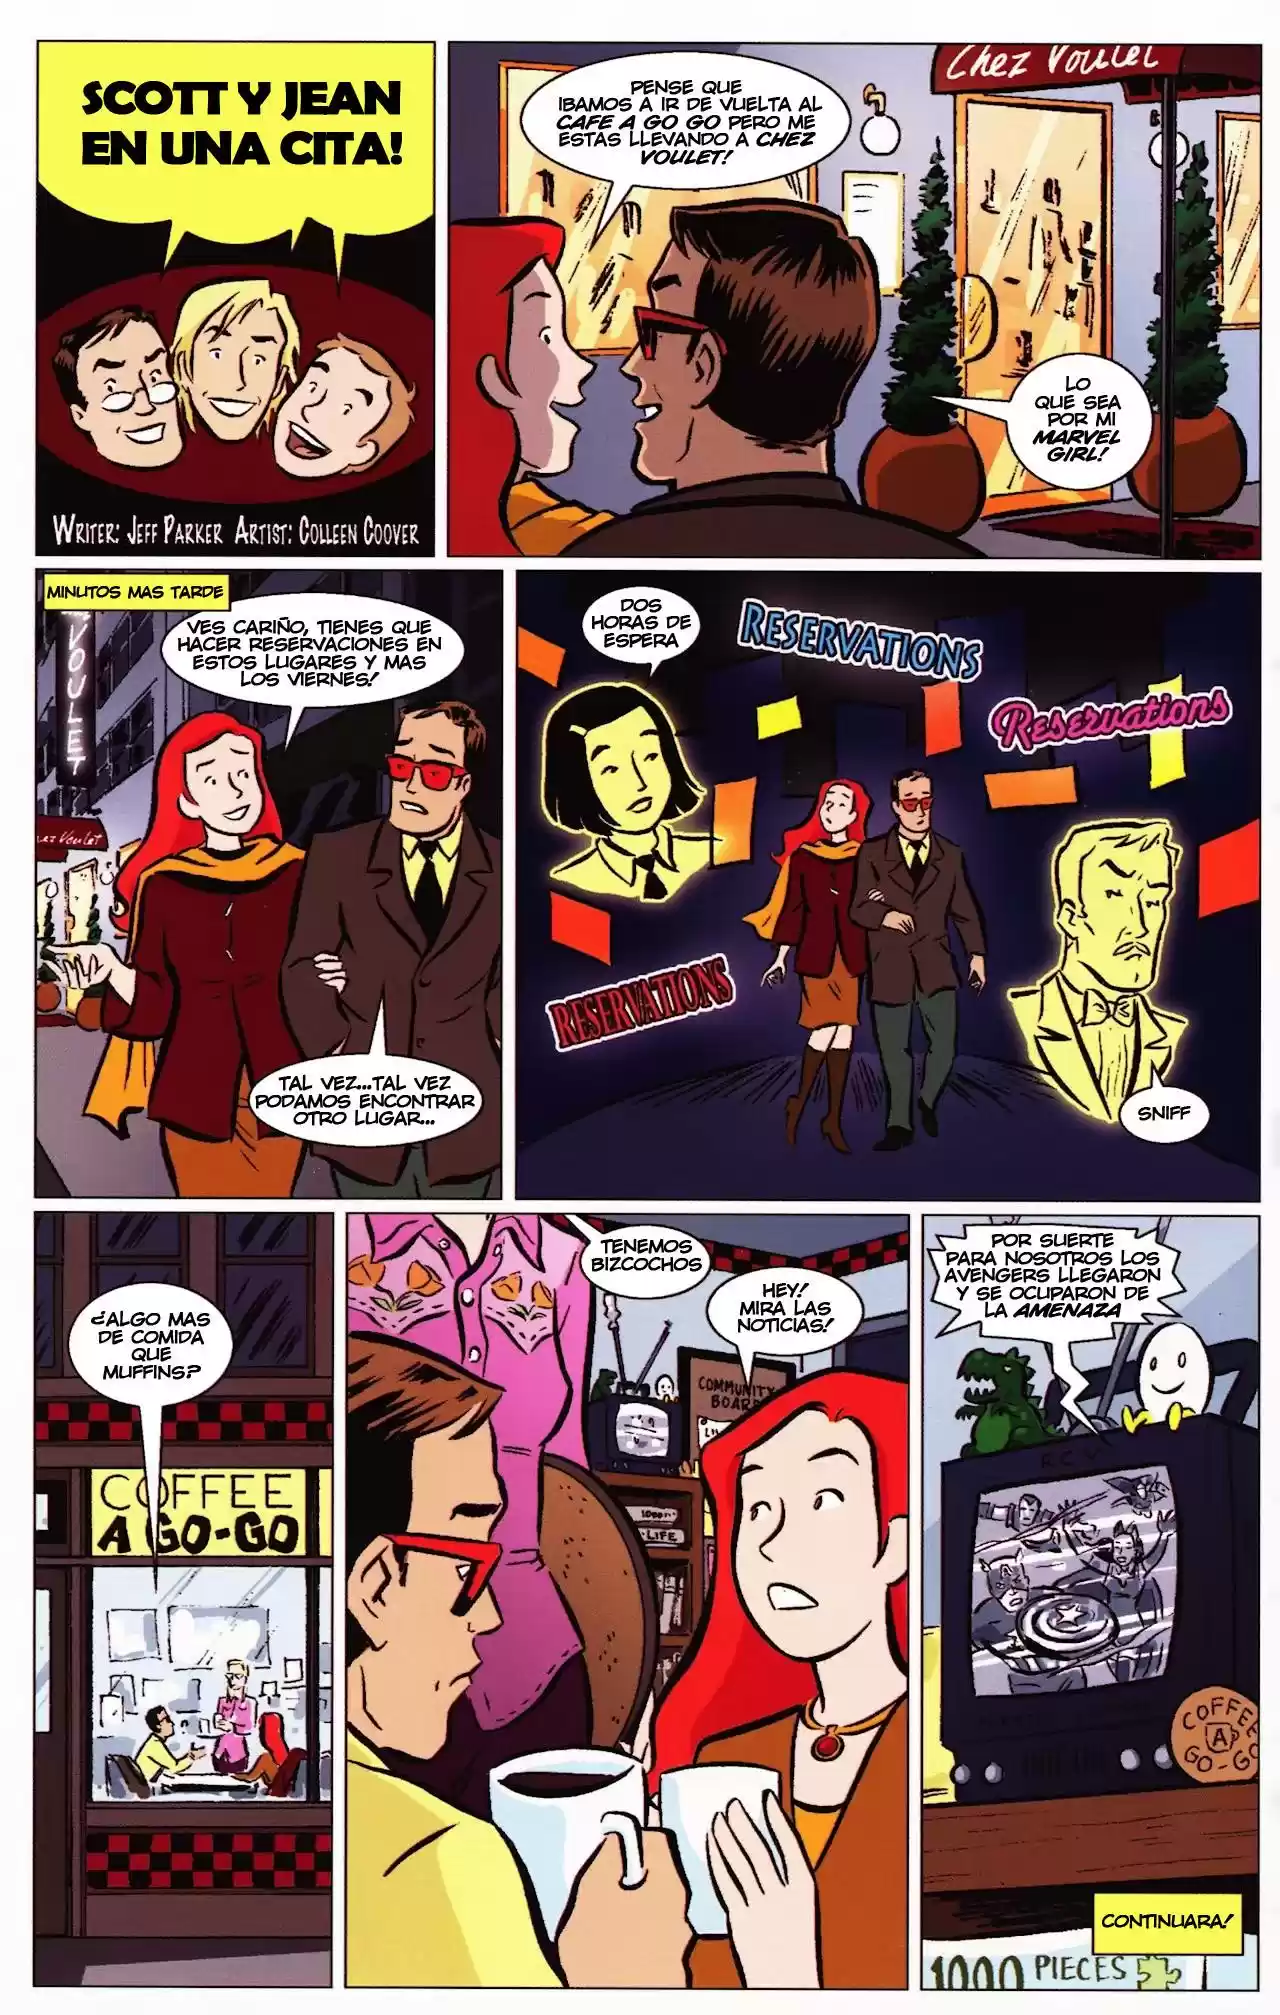 SCOTT Y JEAN
EN UNA CITA!
WRITER: JEFF PARKER ARTIST: COLLEEN COOVER
Chez Voulet
PENSE QUE
IBAMOS A IR DE VUELTA AL
CAFE A GO GO PERO ME
ESTAS LLEVANDO A CHEZ
VOULET!
LO
QUE SEA
POR MI
MARVEL
GIRL!
MINUTOS MAS TARDE
VOULET
VES CARIÑO, TIENES QUE
HACER RESERVACIONES EN
ESTOS LUGARES Y MAS
LOS VIERNES!
hez Voulet
TAL VEZ...TAL VEZ
PODAMOS ENCONTRAR
OTRO LUGAR...
DOS
HORAS DE
ESPERA
RESERVATIONS
Reservations
RESERVATIONS
SNIFF
¿ALGO MAS
DE COMIDA
QUE
MUFFINS?
COFFEE
A GO-GO
TENEMOS
BIZCOCHOS
HEY!
MIRA LAS
NOTICIAS!
COMMUNITY
BOARD
LIFE
POR SUERTE
PARA NOSOTROS LOS
AVENGERS LLEGARON
Y SE OCUPARON DE
LA AMENAZA
COFFEE
A
GO-GO
CONTINUARA!
1000 PIECES